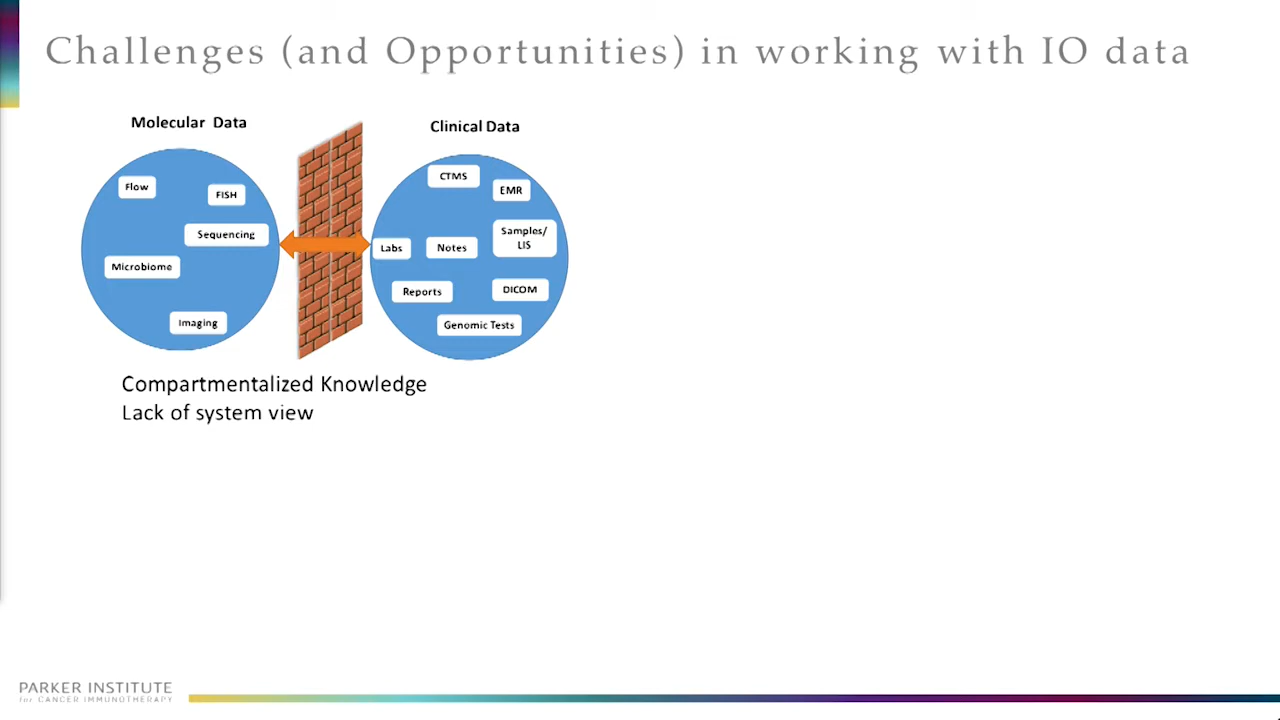 Challenges (and Opportunities) in working with IO data
Molecular Data
Flow
FISH
Sequencing
Microbiome
Imaging
Clinical Data
CTMS
EMR
Samples/
LIS
Labs
Notes
Reports
DICOM
Genomic Tests
Compartmentalized Knowledge
Lack of system view
PARKER INSTITUTE
for CANCER IMMUNOTHERAPY